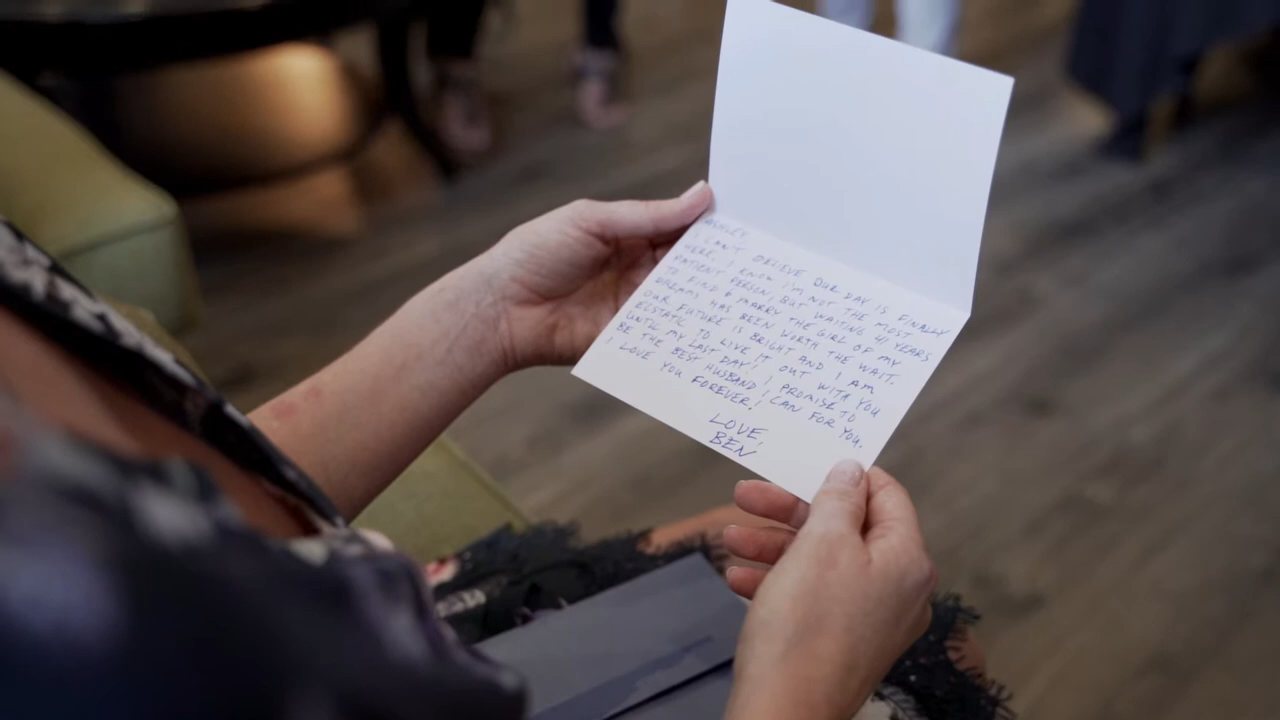 ASHLEY,
I CAN'T BELIEVE OUR DAY IS FINALLY
HERE. I KNOW I'M NOT THE MOST
PATIENT PERSON, BUT WAITING 41 YEARS
TO FIND & MARRY THE GIRL OF MY
DREAMS HAS BEEN WORTH THE WAIT.
OUR FUTURE IS BRIGHT AND I AM
ECSTATIC TO LIVE IT OUT WITH YOU
UNTIL MY LAST DAY! I PROMISE TO
BE THE BEST HUSBAND I CAN FOR YOU.
I LOVE YOU FOREVER!
LOVE,
BEN